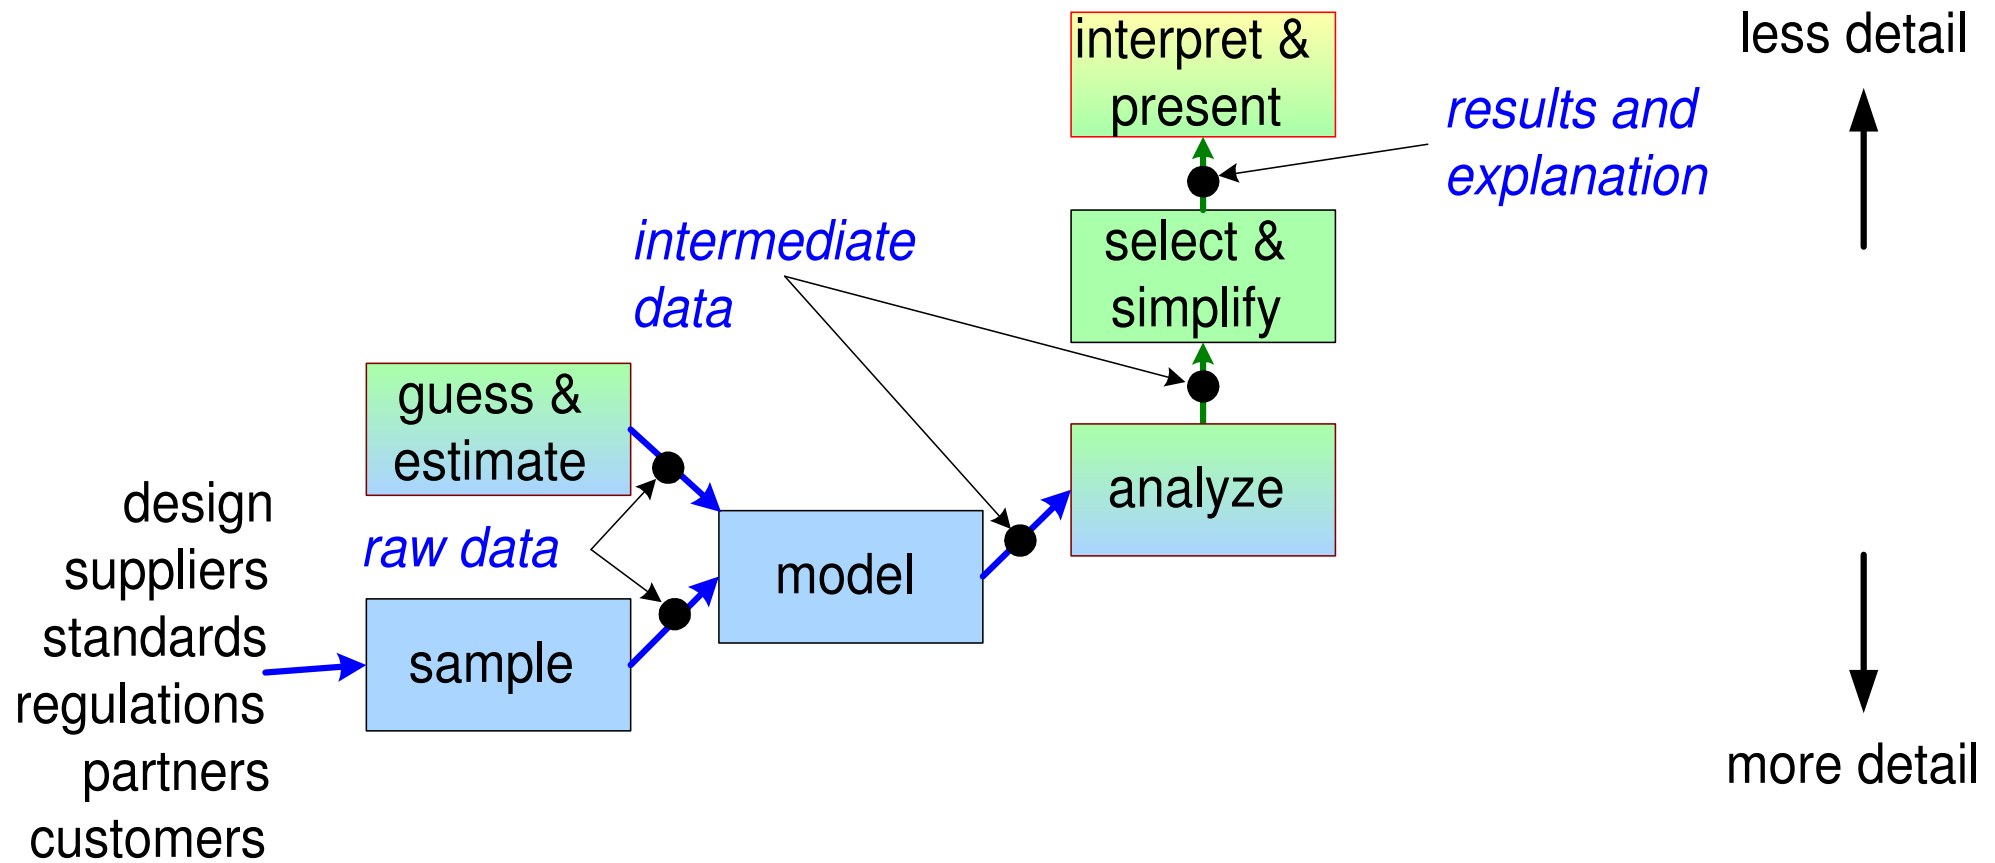 interpret &
present
less detail
results and
explanation
select &
simplify
intermediate
data
guess &
estimate
analyze
design
suppliers
standards
regulations
partners
customers
raw data
model
sample
more detail